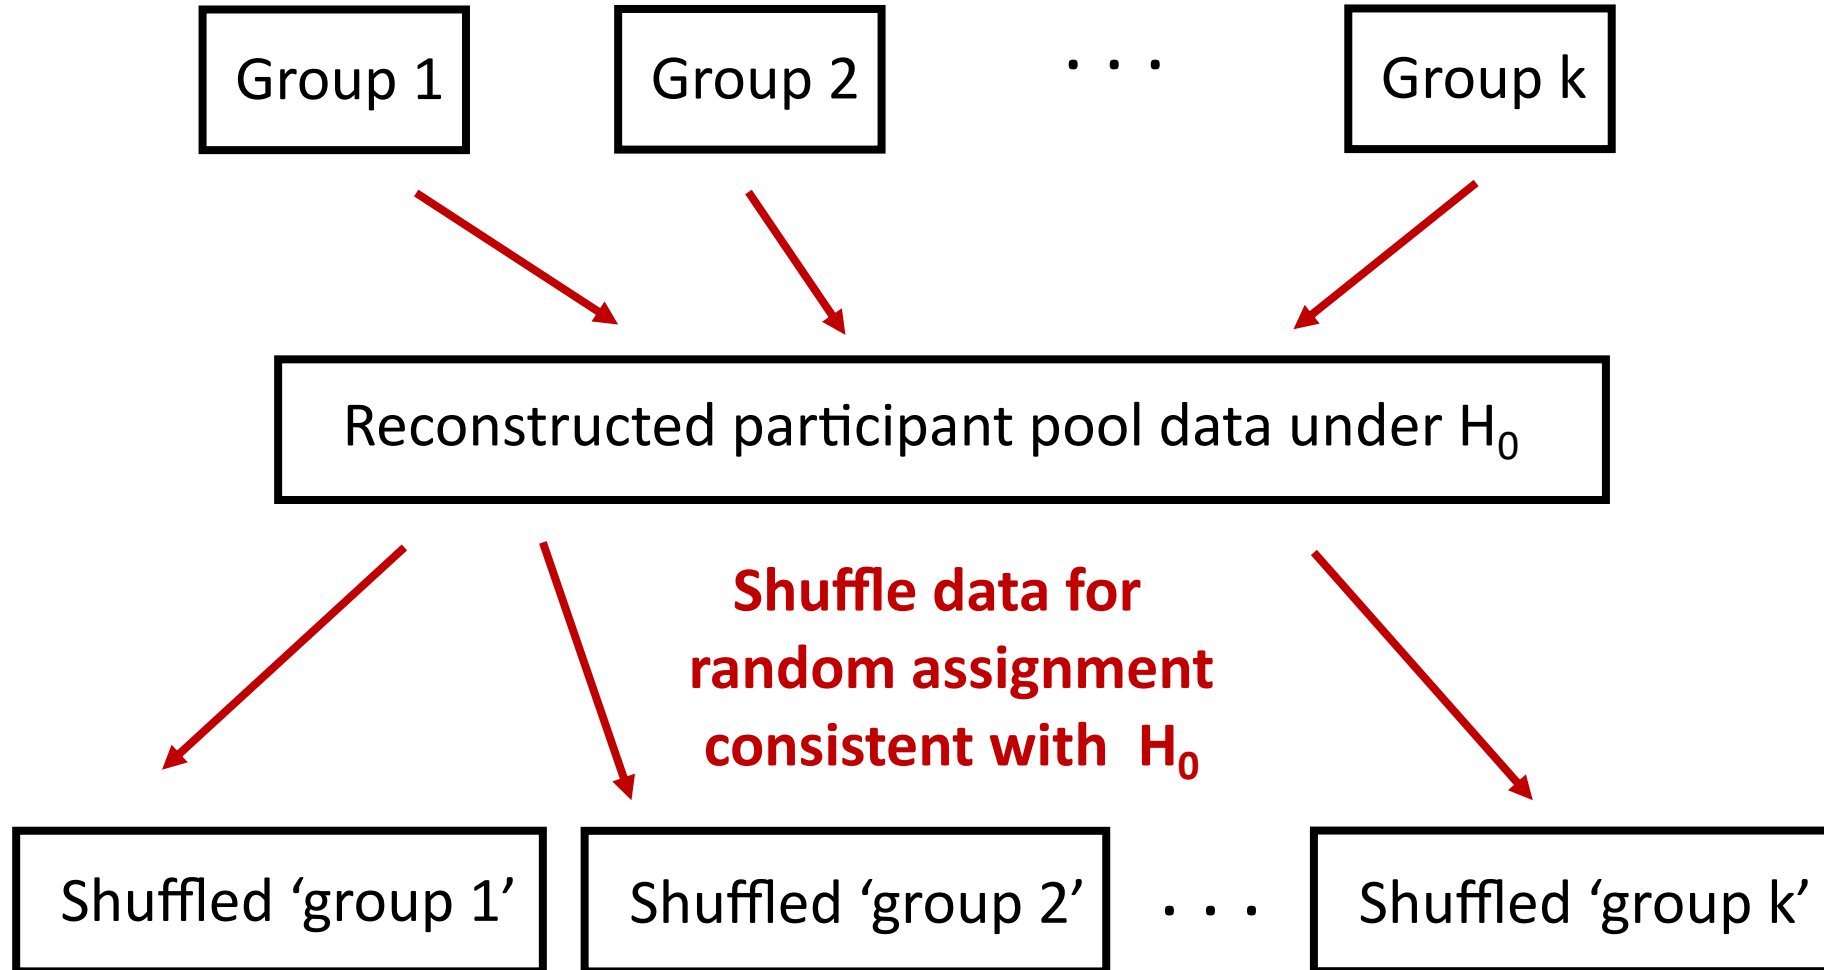 Group 1
Group 2
. . .
Group k
Reconstructed participant pool data under H₀
Shuffle data for
random assignment
consistent with H₀
Shuffled ‘group 1’
Shuffled ‘group 2’
. . .
Shuffled ‘group k’